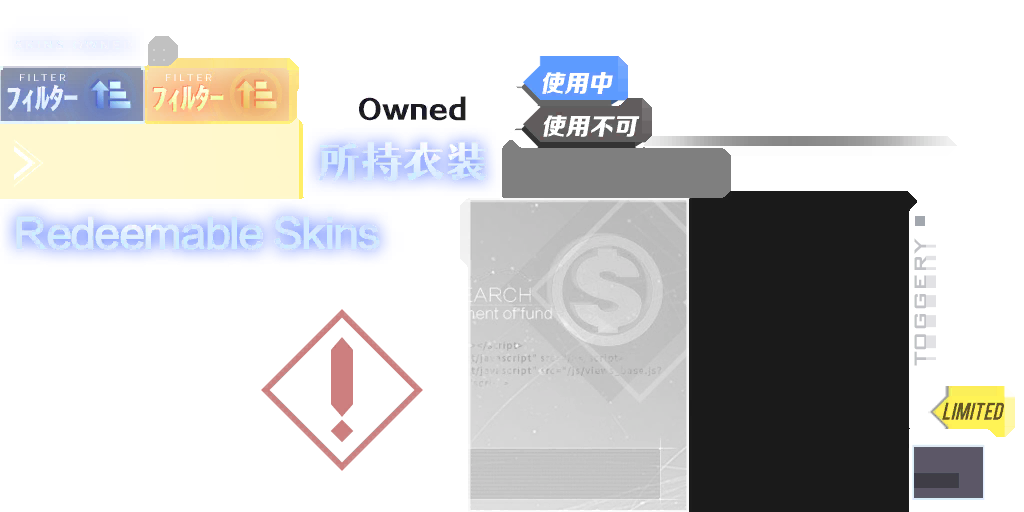 FILTER
フィルター
FILTER
フィルター
Owned
所持衣装
使用中
使用不可
Redeemable Skins
EARCH
nent of fund
TOGGERY
LIMITED